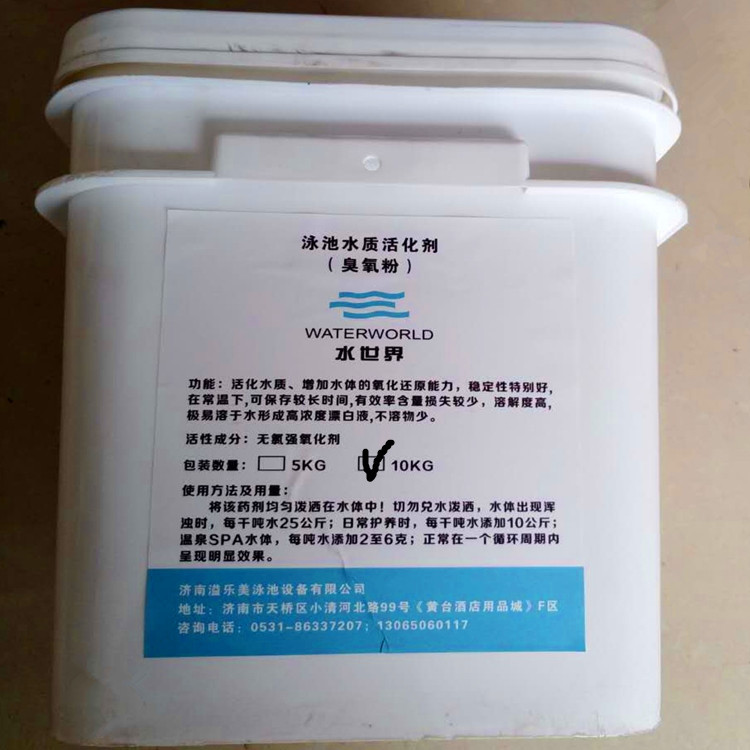 泳池水质活化剂
(臭氧粉)
WATERWORLD
水世界
功能：活化水质、增加水体的氧化还原能力，稳定性特别好,
在常温下,可保存较长时间,有效率含量损失较少，溶解度高,
极易溶于水形成高浓度漂白液,不溶物少。
活性成分：无氯强氧化剂
包装数量： 5KG 10KG
使用方法及用量：
将该药剂均匀泼洒在水体中！切勿兑水泼洒，水体出现浑
浊时，每千吨水25公斤；日常护养时，每千吨水添加10公斤；
温泉SPA水体，每吨水添加2至6克；正常在一个循环周期内
呈现明显效果。
济南溢乐美泳池设备有限公司
地址：济南市天桥区小清河北路99号《黄台酒店用品城》F区
咨询电话：0531-86337207；13065060117